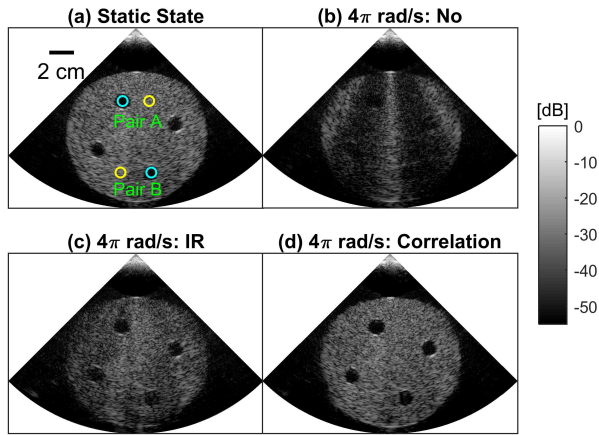 (a) Static State
(b) 4π rad/s: No
2 cm
Pair A
Pair B
[dB]
0
-10
-20
-30
-40
-50
(c) 4π rad/s: IR
(d) 4π rad/s: Correlation